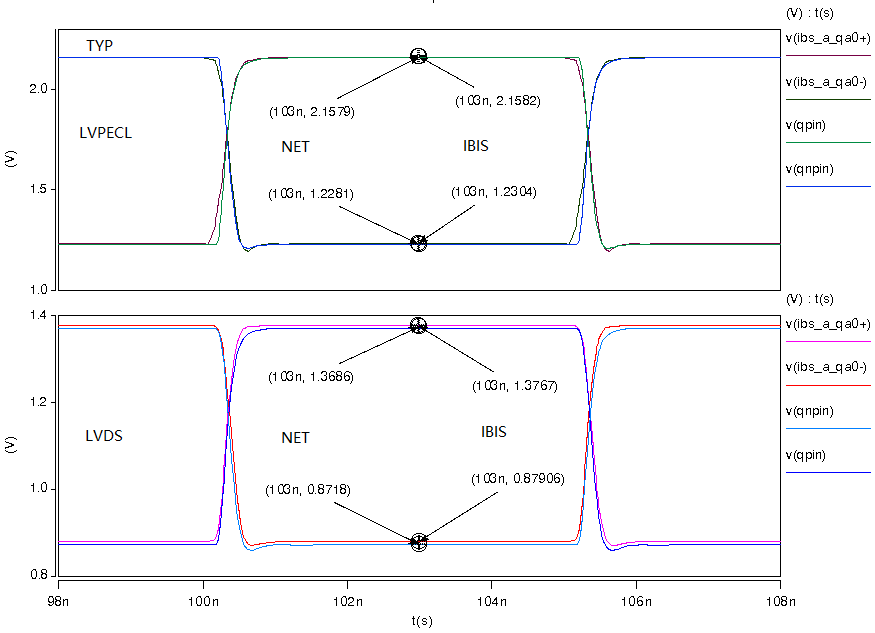 (V) : t(s)
TYP
v(ibs_a_qa0+)
2.0
v(ibs_a_qa0-)
(103n, 2.1579)
(103n, 2.1582)
LVPECL
v(qpin)
NET
IBIS
(V)
v(qnpin)
1.5
(103n, 1.2281)
(103n, 1.2304)
1.0
(V) : t(s)
1.4
v(ibs_a_qa0+)
v(ibs_a_qa0-)
(103n, 1.3686)
(103n, 1.3767)
1.2
v(qnpin)
LVDS
NET
IBIS
(V)
v(qpin)
1.0
(103n, 0.8718)
(103n, 0.87906)
0.8
98n
100n
102n
104n
106n
108n
t(s)